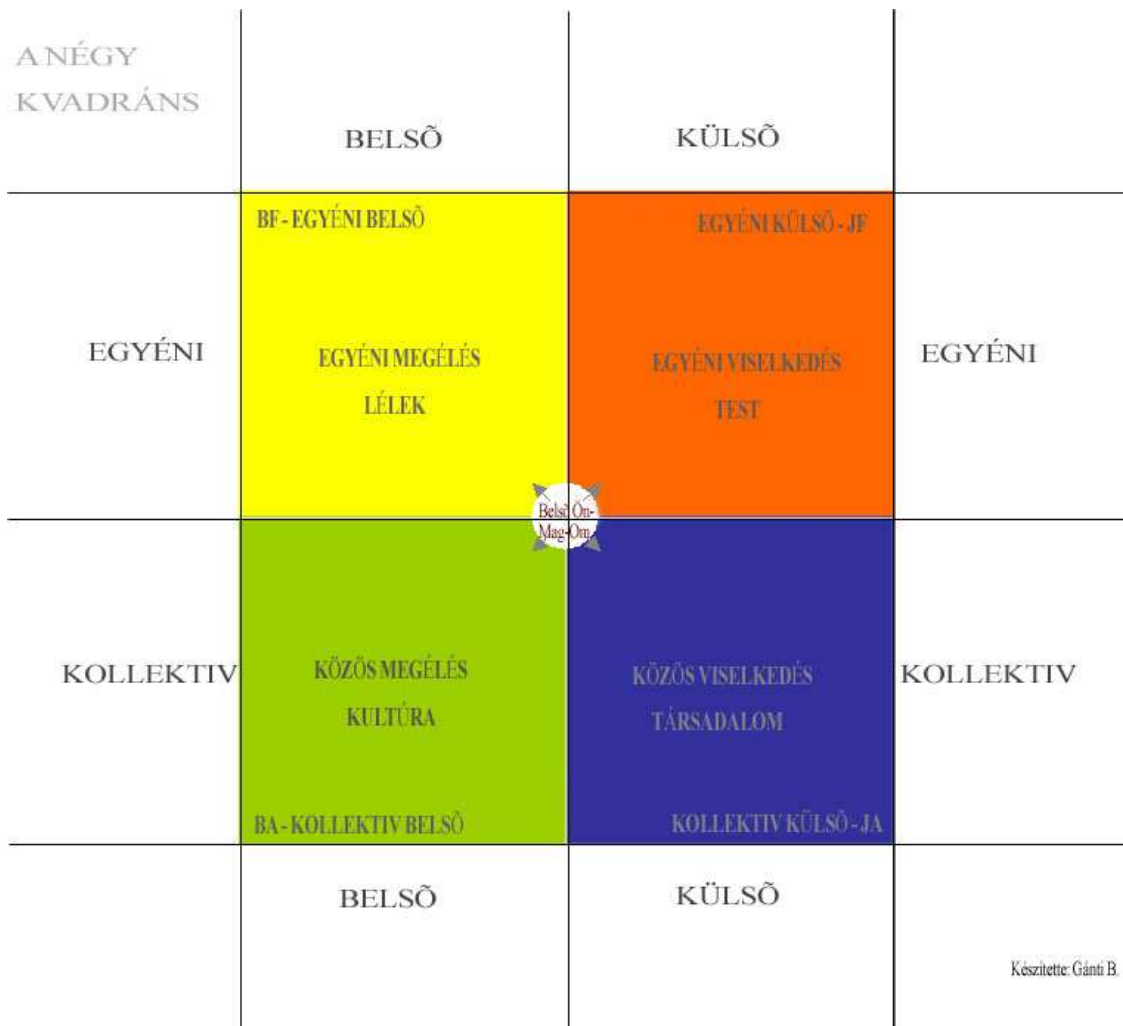 A NÉGY
KVADRÁNS
BELSÕ
KÜLSÕ
BF - EGYÉNI BELSÕ
EGYÉNI KÜLSÕ - JF
EGYÉNI
EGYÉNI MEGÉLÉS
LÉLEK
EGYÉNI VISELKEDÉS
TEST
EGYÉNI
Belsõ Ön-
Mag-Om
KOLLEKTIV
KÖZÖS MEGÉLÉS
KULTÚRA
KÖZÖS VISELKEDÉS
TÁRSADALOM
KOLLEKTIV
BA - KOLLEKTIV BELSÕ
KOLLEKTIV KÜLSÕ - JA
BELSÕ
KÜLSÕ
Készítette: Gánti B.